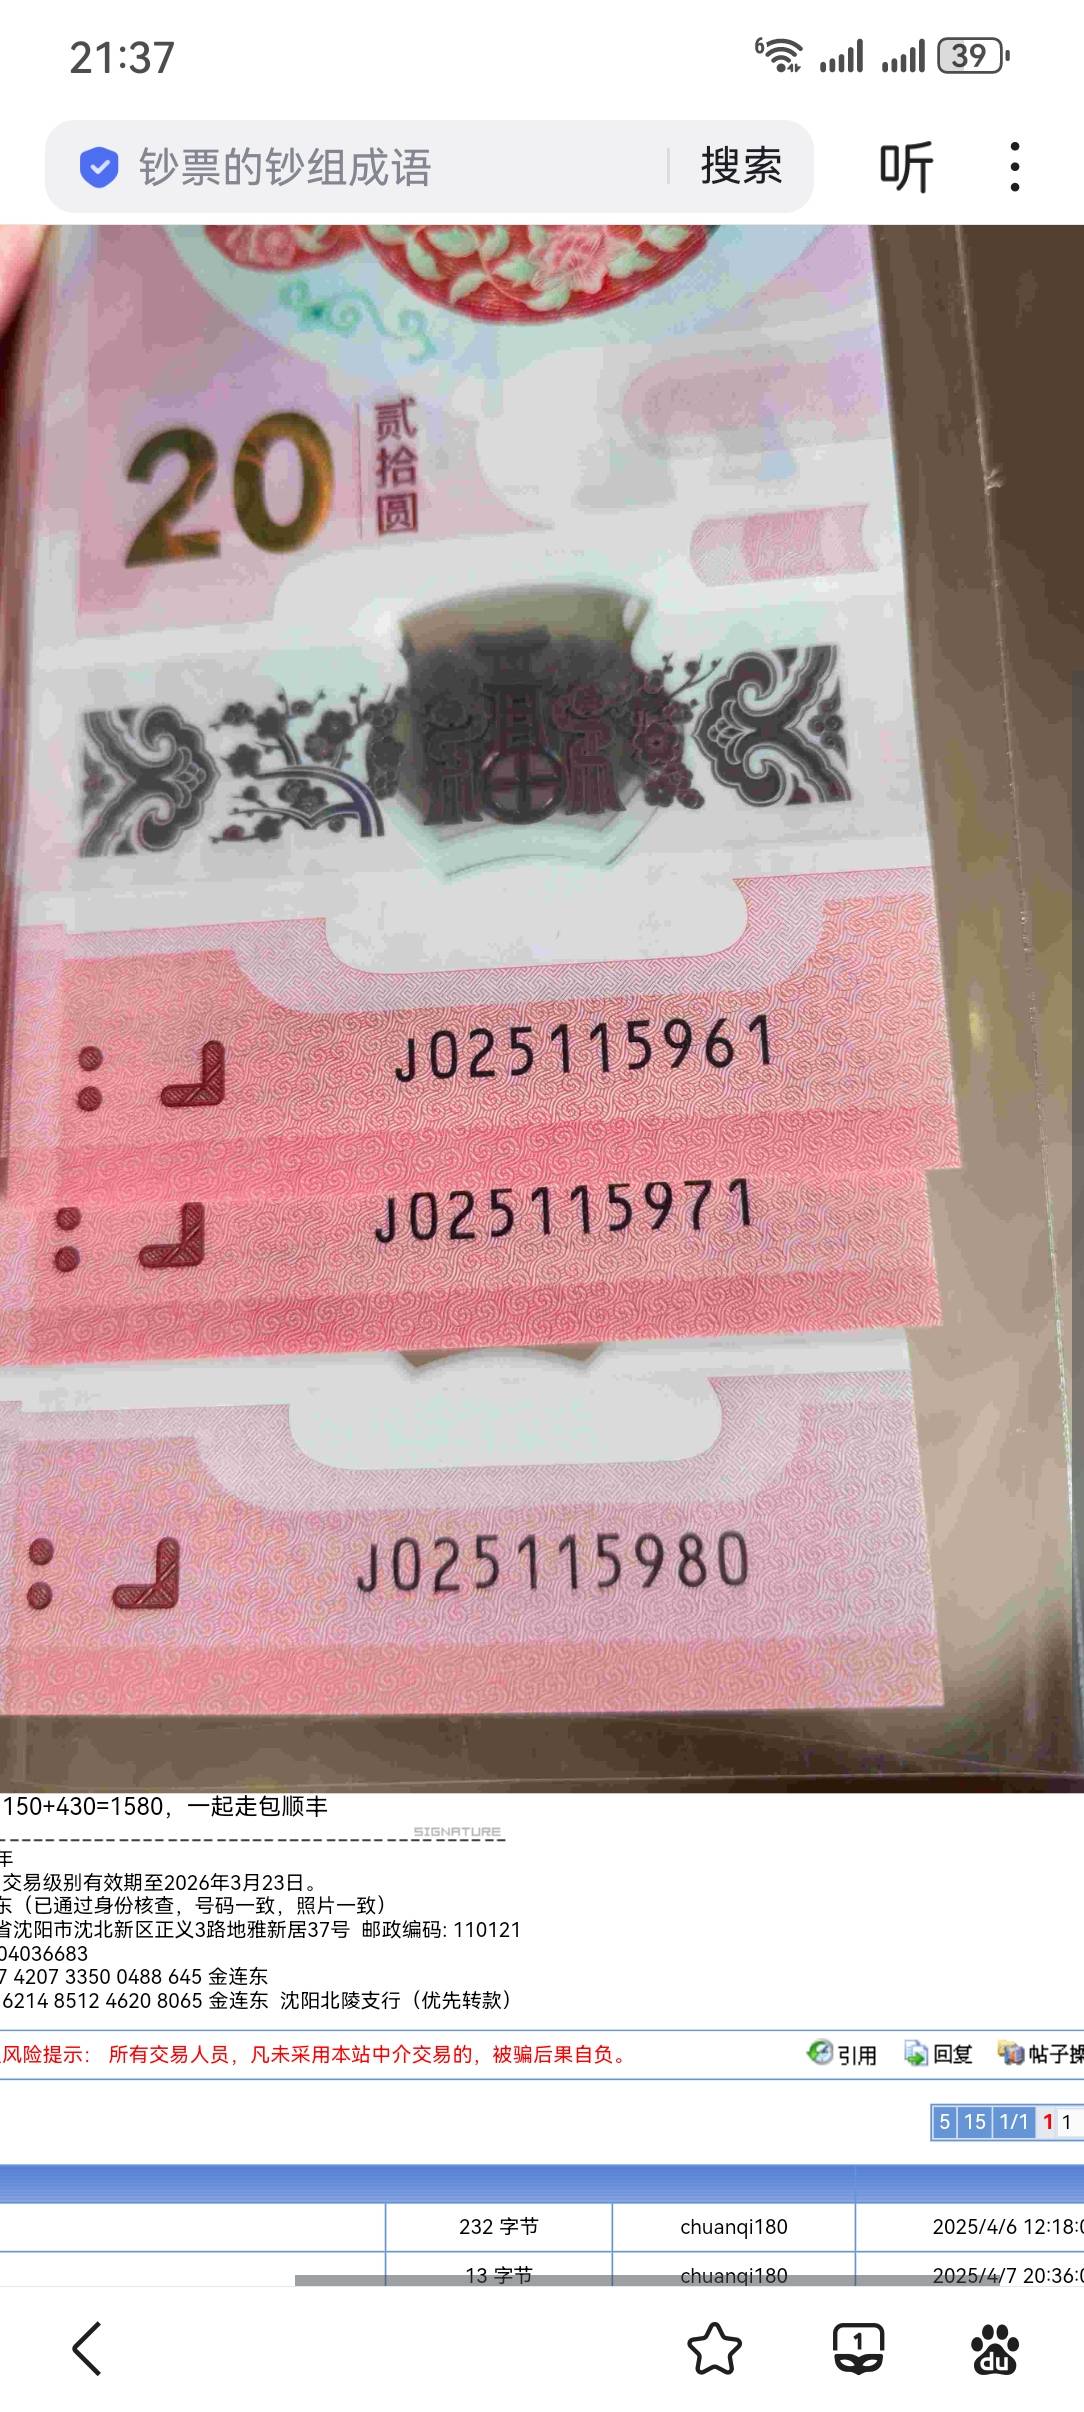 21:37
6
39
钞票的钞组成语
搜索
听
20
贰拾圆
J025115961
J025115971
J025115980
150+430=1580，一起走包顺丰
SIGNATURE
年
交易级别有效期至2026年3月23日。
东（已通过身份核查，号码一致，照片一致）
省沈阳市沈北新区正义3路地雅新居37号 邮政编码: 110121
04036683
7 4207 3350 0488 645 金连东
6214 8512 4620 8065 金连东 沈阳北陵支行（优先转款）
风险提示： 所有交易人员，凡未采用本站中介交易的，被骗后果自负。
引用
回复
帖子操
5 15 1/1 1 1
232 字节
chuanqi180
2025/4/6 12:18:0
13 字节
chuanqi180
2025/4/7 20:36:0
1
du